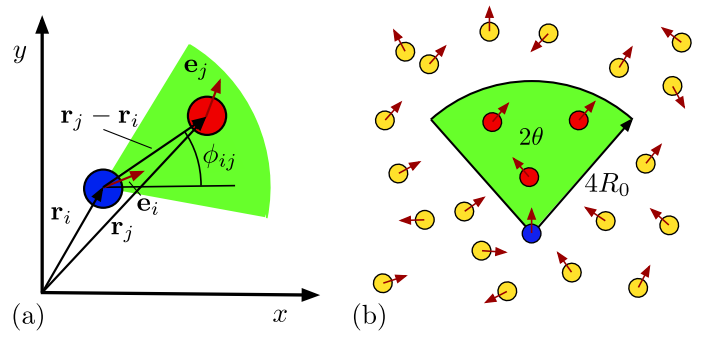 y
e_j
r_j − r_i
ϕ_ij
e_i
r_i
r_j
(a)
x
2θ
4R_0
(b)